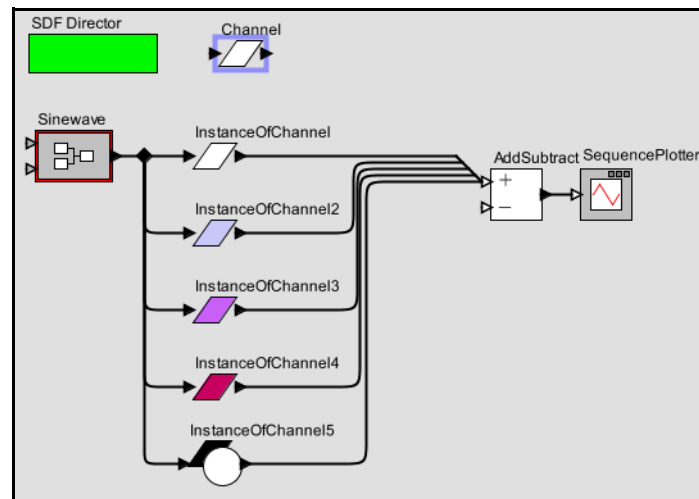 SDF Director
Channel
Sinewave
InstanceOfChannel
AddSubtract
SequencePlotter
InstanceOfChannel2
InstanceOfChannel3
InstanceOfChannel4
InstanceOfChannel5